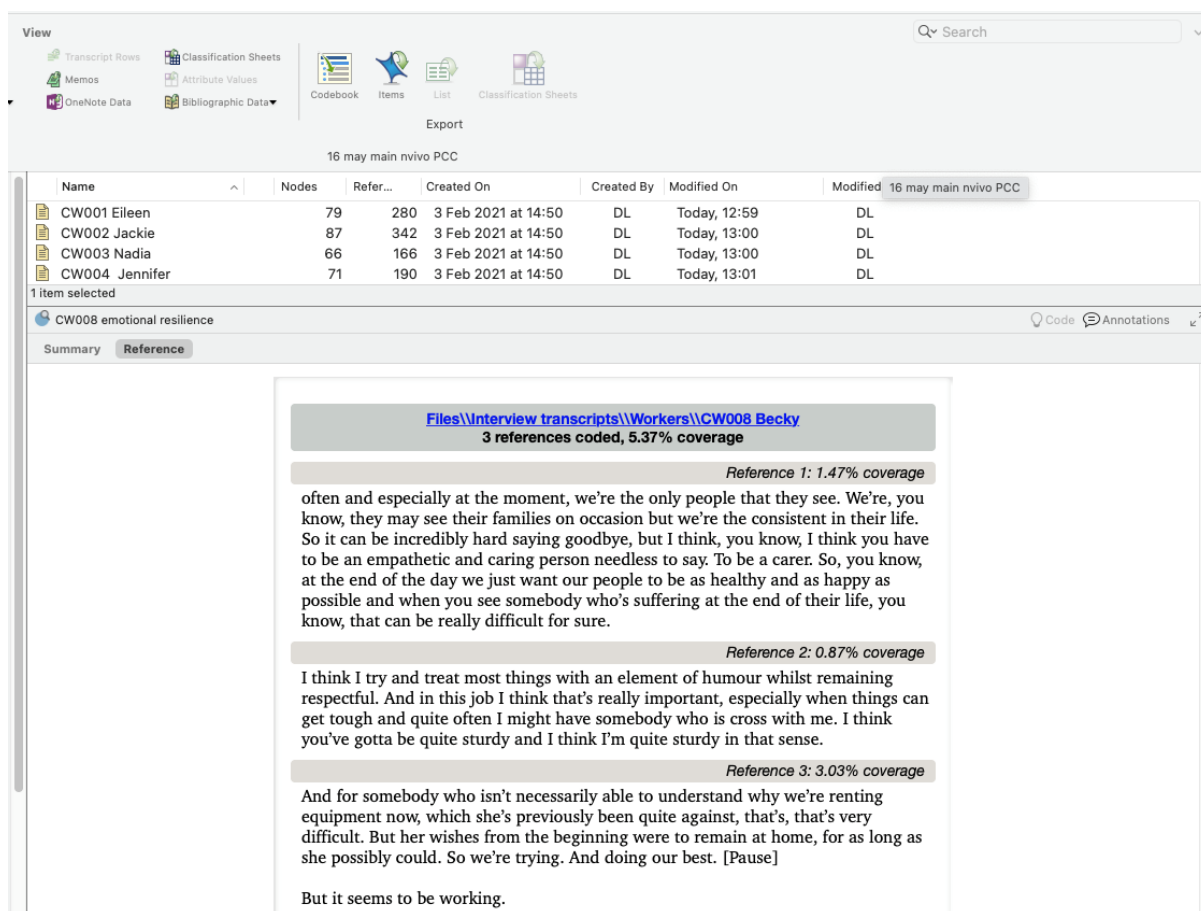 View
Search
Transcript Rows
Classification Sheets
Memos
Attribute Values
OneNote Data
Bibliographic Data
Codebook
Items
List
Classification Sheets
Export
16 may main nvivo PCC
Name Nodes Refer... Created On Created By Modified On Modified
16 may main nvivo PCC
CW001 Eileen 79 280 3 Feb 2021 at 14:50 DL Today, 12:59 DL
CW002 Jackie 87 342 3 Feb 2021 at 14:50 DL Today, 13:00 DL
CW003 Nadia 66 166 3 Feb 2021 at 14:50 DL Today, 13:00 DL
CW004 Jennifer 71 190 3 Feb 2021 at 14:50 DL Today, 13:01 DL
1 item selected
CW008 emotional resilience
Code Annotations
Summary Reference
Files\\Interview transcripts\\Workers\\CW008 Becky
3 references coded, 5.37% coverage
Reference 1: 1.47% coverage
often and especially at the moment, we're the only people that they see. We're, you
know, they may see their families on occasion but we're the consistent in their life.
So it can be incredibly hard saying goodbye, but I think, you know, I think you have
to be an empathetic and caring person needless to say. To be a carer. So, you know,
at the end of the day we just want our people to be as healthy and as happy as
possible and when you see somebody who's suffering at the end of their life, you
know, that can be really difficult for sure.
Reference 2: 0.87% coverage
I think I try and treat most things with an element of humour whilst remaining
respectful. And in this job I think that's really important, especially when things can
get tough and quite often I might have somebody who is cross with me. I think
you've gotta be quite sturdy and I think I'm quite sturdy in that sense.
Reference 3: 3.03% coverage
And for somebody who isn't necessarily able to understand why we're renting
equipment now, which she's previously been quite against, that's, that's very
difficult. But her wishes from the beginning were to remain at home, for as long as
she possibly could. So we're trying. And doing our best. [Pause]
But it seems to be working.